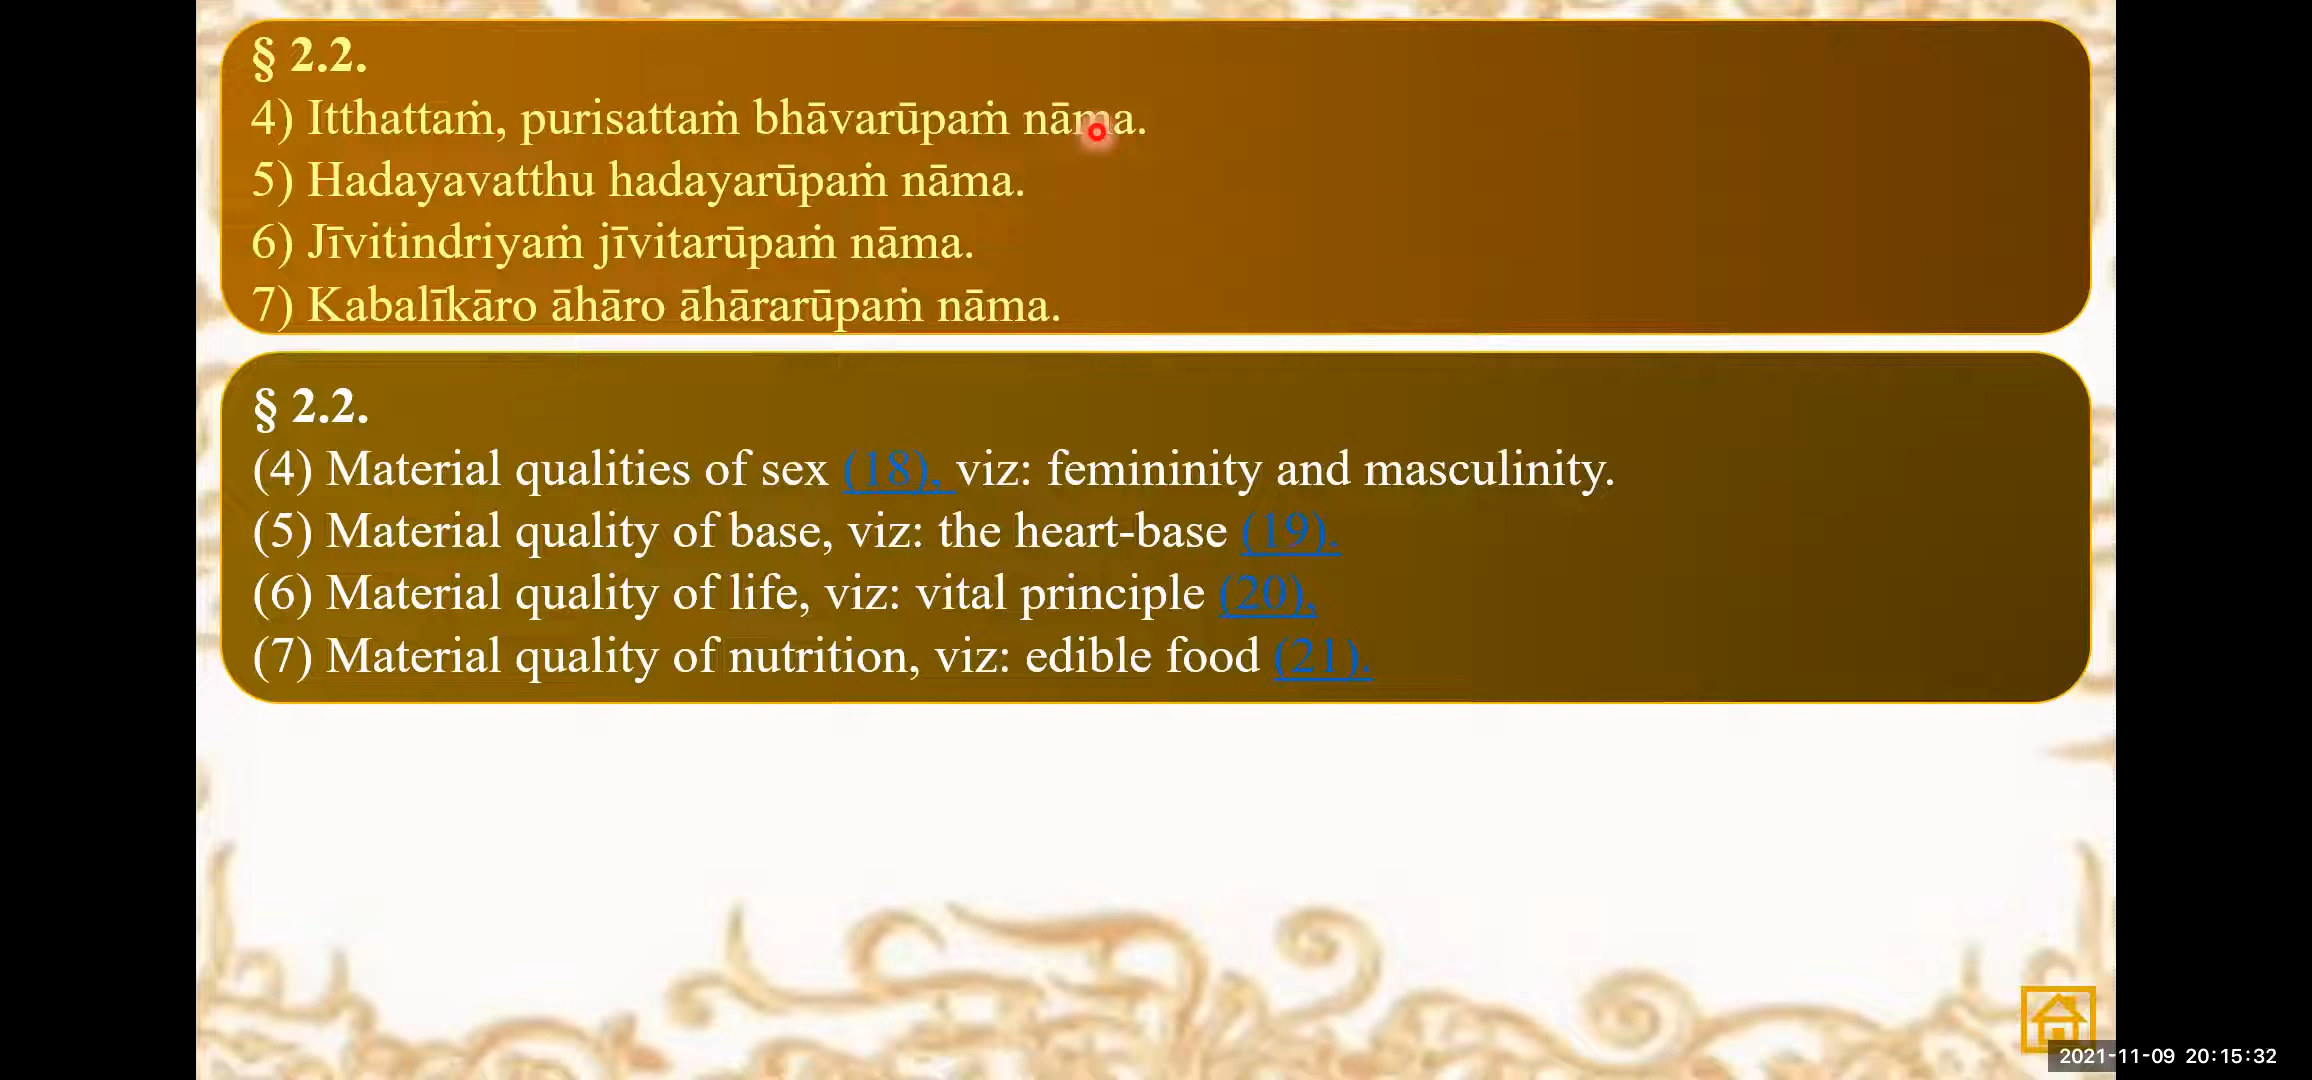 § 2.2.
4) Itthattaṁ, purisattaṁ bhāvarūpaṁ nāma.
5) Hadayavatthu hadayarūpaṁ nāma.
6) Jīvitindriyaṁ jīvitarūpaṁ nāma.
7) Kabalīkāro āhāro āhārarūpaṁ nāma.
§ 2.2.
(4) Material qualities of sex (18), viz: femininity and masculinity.
(5) Material quality of base, viz: the heart-base (19).
(6) Material quality of life, viz: vital principle (20),
(7) Material quality of nutrition, viz: edible food (21).
2021-11-09 20:15:32